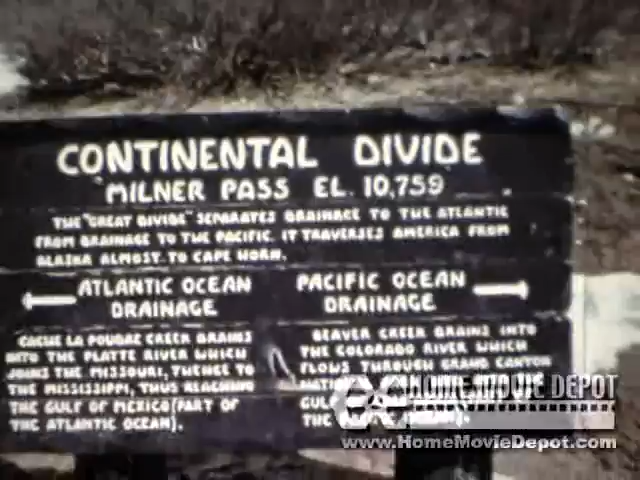 CONTINENTAL DIVIDE
MILNER PASS EL. 10,759
THE "GREAT DIVIDE" SEPARATES DRAINAGE TO THE ATLANTIC
FROM DRAINAGE TO THE PACIFIC. IT TRAVERSES AMERICA FROM
ALASKA ALMOST TO CAPE HORN.
ATLANTIC OCEAN
DRAINAGE
CACHE LA POUDRE CREEK DRAINS
INTO THE PLATTE RIVER WHICH
JOINS THE MISSOURI, THENCE TO
THE MISSISSIPPI, THUS REACHING
THE GULF OF MEXICO (PART OF
THE ATLANTIC OCEAN).
PACIFIC OCEAN
DRAINAGE
BEAVER CREEK DRAINS INTO
THE COLORADO RIVER WHICH
FLOWS THROUGH GRAND CANYON
GULF
THE
HOME MOVIE DEPOT
www.HomeMovieDepot.com